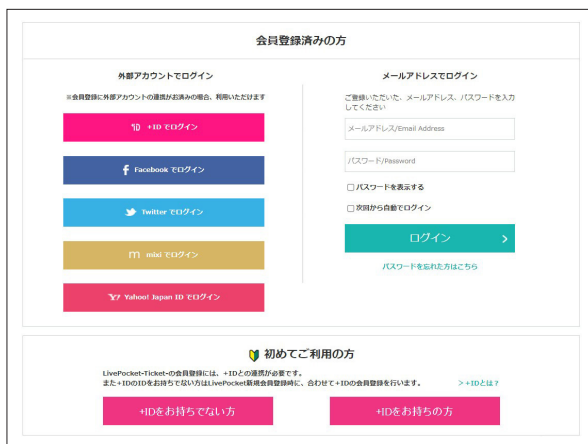 会員登録済みの方
外部アカウントでログイン
※会員登録に外部アカウントの連携がお済みの場合、利用いただけます
+ID でログイン
Facebook でログイン
Twitter でログイン
mixi でログイン
Yahoo! Japan ID でログイン
メールアドレスでログイン
ご登録いただいた、メールアドレス、パスワードを入力
してください
メールアドレス/Email Address
パスワード/Password
パスワードを表示する
次回から自動でログイン
ログイン
パスワードを忘れた方はこちら
初めてご利用の方
LivePocket-Ticket-の会員登録には、+IDとの連携が必要です。
また+IDのIDをお持ちでない方はLivePocket新規会員登録時に、合わせて+IDの会員登録を行います。
>+IDとは？
+IDをお持ちでない方
+IDをお持ちの方